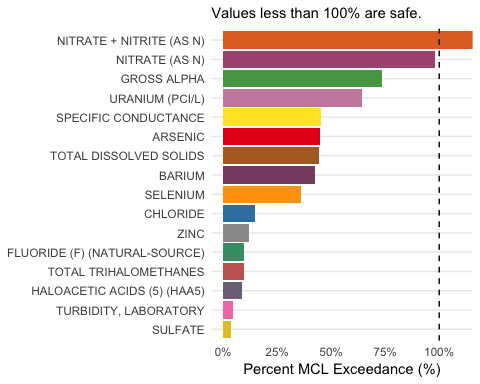 Values less than 100% are safe.
NITRATE + NITRITE (AS N)
NITRATE (AS N)
GROSS ALPHA
URANIUM (PCI/L)
SPECIFIC CONDUCTANCE
ARSENIC
TOTAL DISSOLVED SOLIDS
BARIUM
SELENIUM
CHLORIDE
ZINC
FLUORIDE (F) (NATURAL-SOURCE)
TOTAL TRIHALOMETHANES
HALOACETIC ACIDS (5) (HAA5)
TURBIDITY, LABORATORY
SULFATE
0% 25% 50% 75% 100%
Percent MCL Exceedance (%)